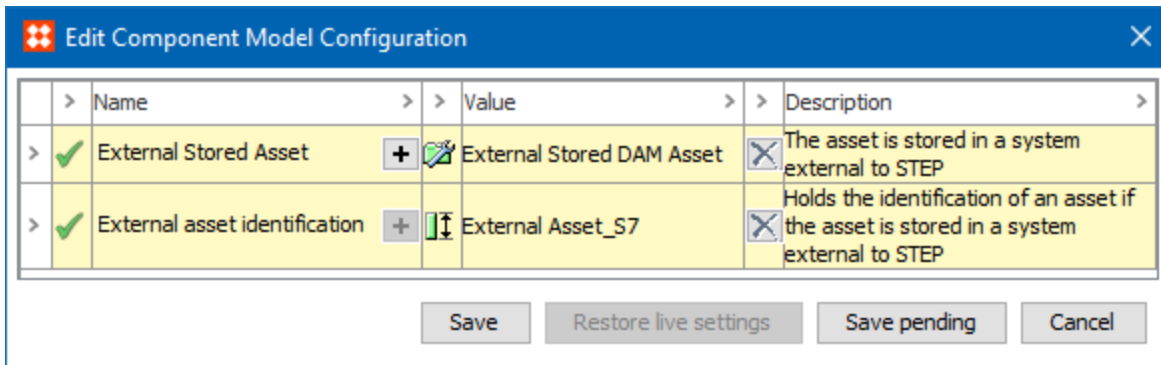 Edit Component Model Configuration
> Name > > Value > > Description >
> External Stored Asset + External Stored DAM Asset The asset is stored in a system
external to STEP
> External asset identification + External Asset_S7 Holds the identification of an asset if
the asset is stored in a system
external to STEP
Save Restore live settings Save pending Cancel